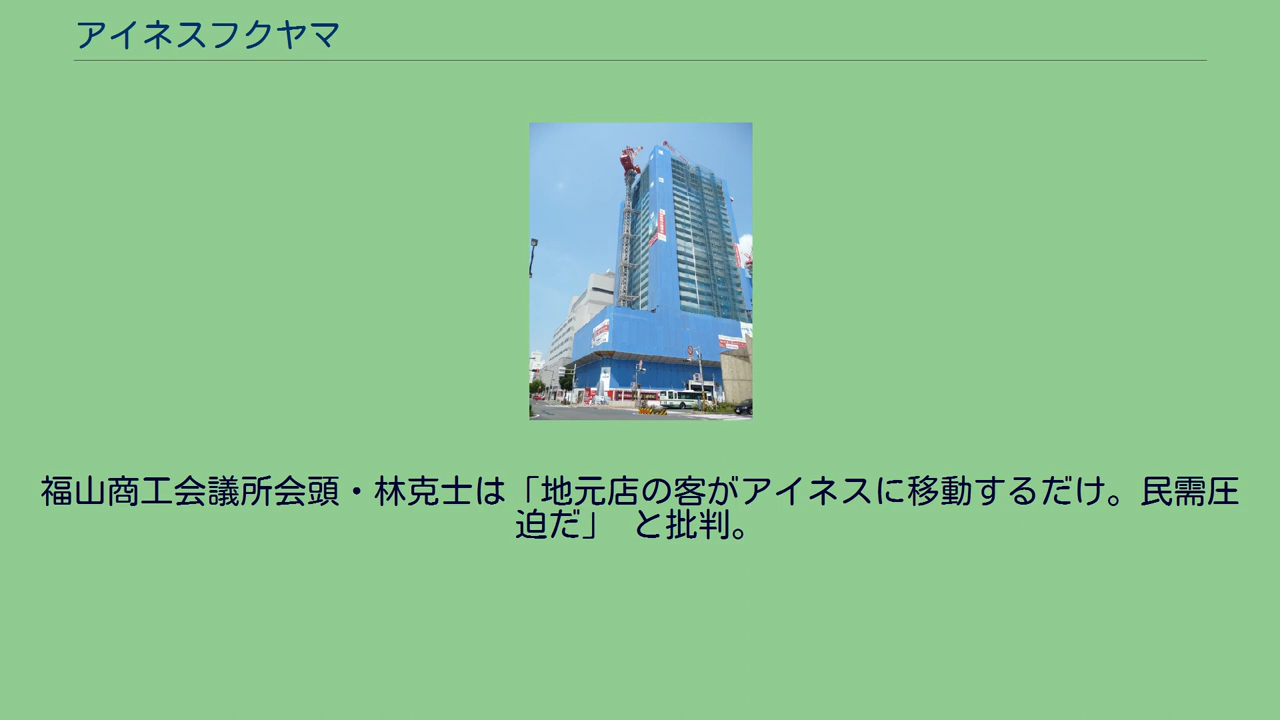 アイネスフクヤマ
福山商工会議所会頭・林克士は「地元店の客がアイネスに移動するだけ。民需圧
迫だ」 と批判。